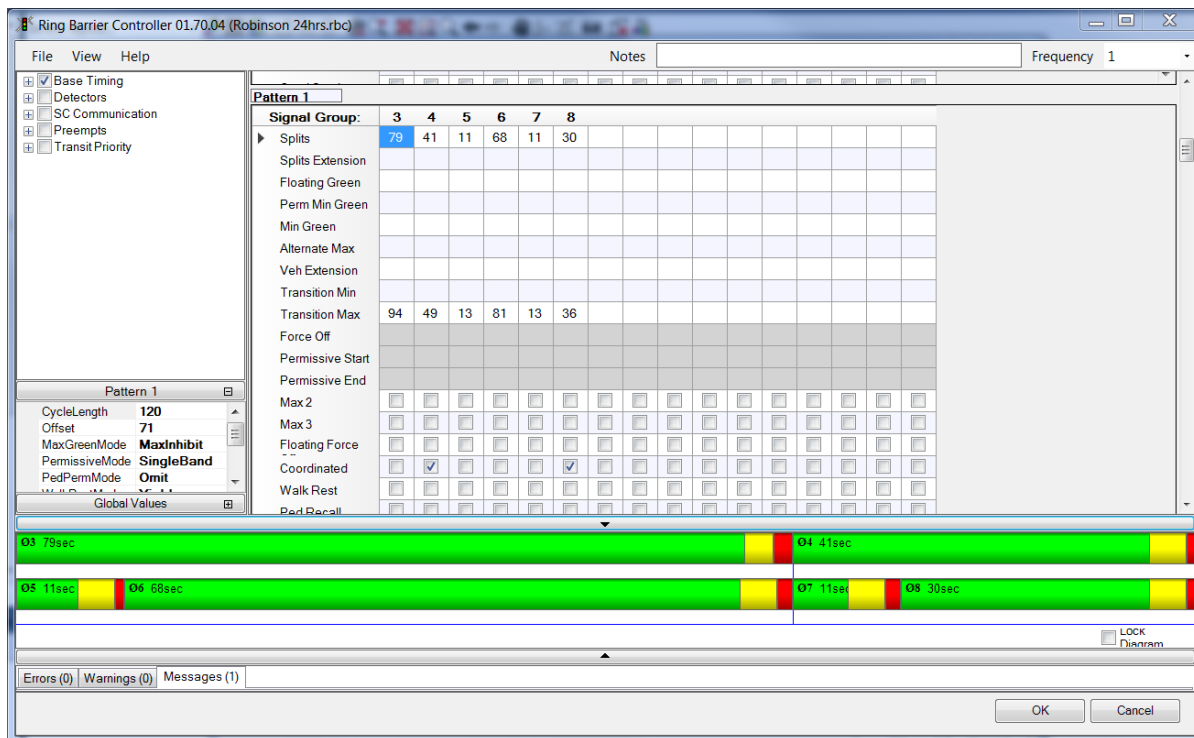 Ring Barrier Controller 01.70.04 (Robinson 24hrs.rbc)
File View Help Notes Frequency 1
Base Timing
Detectors
SC Communication
Preempts
Transit Priority
Pattern 1
Signal Group: 3 4 5 6 7 8
Splits 79 41 11 68 11 30
Splits Extension
Floating Green
Perm Min Green
Min Green
Alternate Max
Veh Extension
Transition Min
Transition Max 94 49 13 81 13 36
Force Off
Permissive Start
Permissive End
Max 2
Max 3
Floating Force
Coordinated
Walk Rest
Ped Recall
Pattern 1
CycleLength 120
Offset 71
MaxGreenMode MaxInhibit
PermissiveMode SingleBand
PedPermMode Omit
Global Values
Ø3 79sec Ø4 41sec
Ø5 11sec Ø6 68sec Ø7 11sec Ø8 30sec
LOCK
Diagram
Errors (0) Warnings (0) Messages (1)
OK Cancel